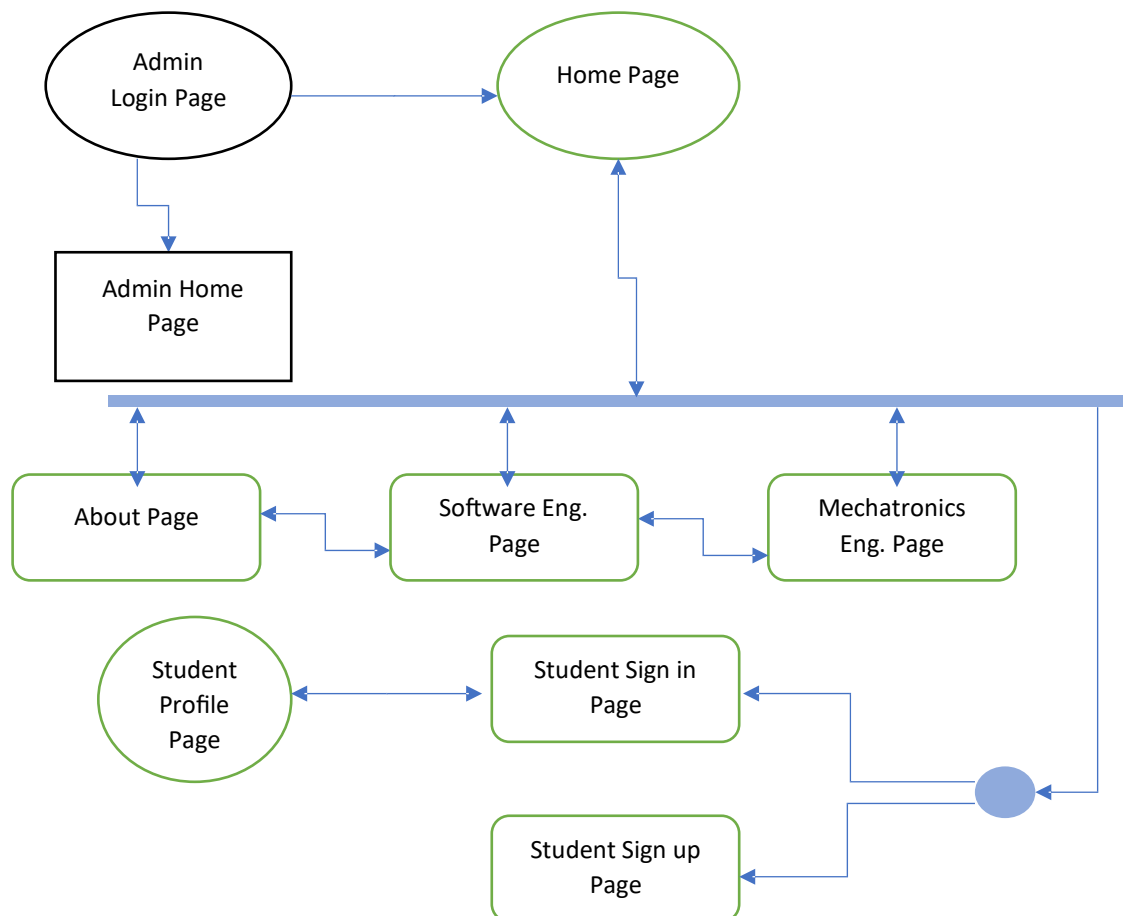 Admin
Login Page
Home Page
Admin Home
Page
About Page
Software Eng.
Page
Mechatronics
Eng. Page
Student
Profile
Page
Student Sign in
Page
Student Sign up
Page